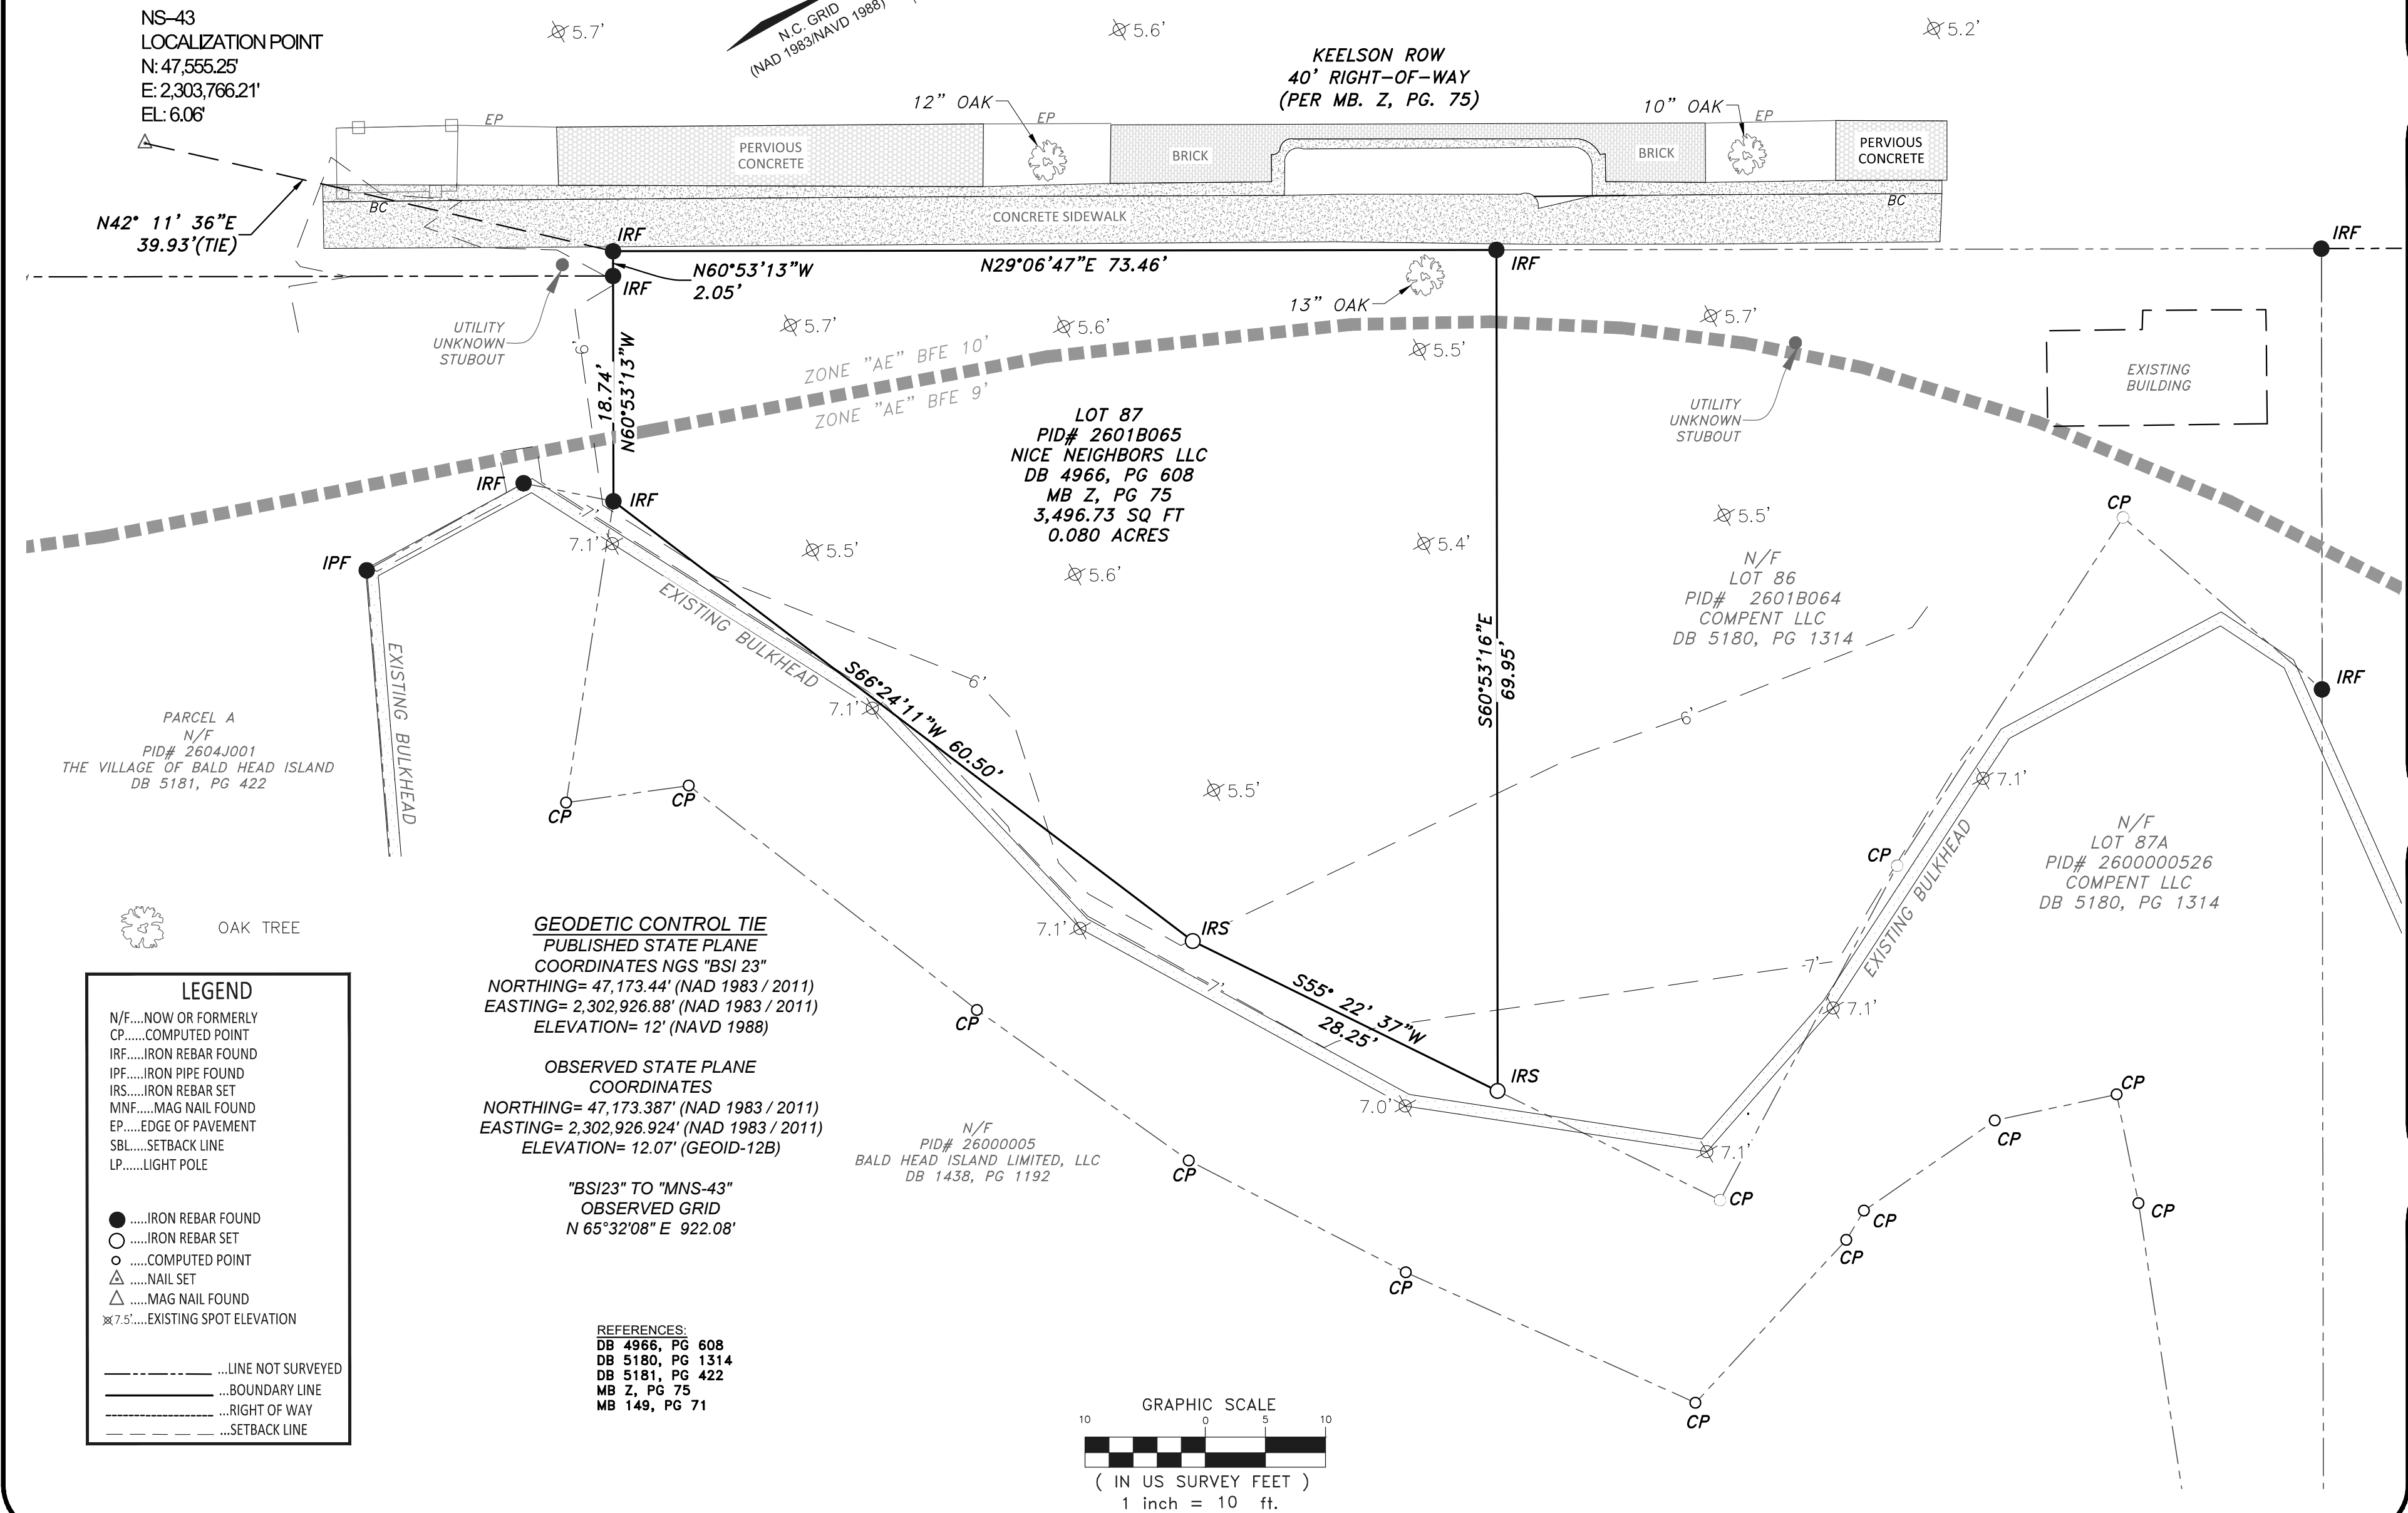 NS-43
LOCALIZATION POINT
N: 47,555.25'
E: 2,303,766.21'
EL: 6.06'
N.C. GRID
(NAD 1983/NAVD 1988)
5.7'
5.6'
5.2'
KEELSON ROW
40' RIGHT-OF-WAY
(PER MB. Z, PG. 75)
12" OAK
10" OAK
EP
EP
EP
PERVIOUS
CONCRETE
BRICK
BRICK
PERVIOUS
CONCRETE
BC
CONCRETE SIDEWALK
BC
N42° 11' 36"E
39.93'(TIE)
IRF
IRF
IRF
IRF
N60°53'13"W
2.05'
N29°06'47"E 73.46'
13" OAK
UTILITY
UNKNOWN
STUBOUT
6'
18.74'
N60°53'13"W
5.7'
5.6'
5.5'
5.7'
ZONE "AE" BFE 10'
ZONE "AE" BFE 9'
EXISTING
BUILDING
UTILITY
UNKNOWN
STUBOUT
LOT 87
PID# 2601B065
NICE NEIGHBORS LLC
DB 4966, PG 608
MB Z, PG 75
3,496.73 SQ FT
0.080 ACRES
IRF
IRF
IPF
7'
7.1'
5.5'
5.6'
5.4'
5.5'
CP
N/F
LOT 86
PID# 2601B064
COMPENT LLC
DB 5180, PG 1314
EXISTING BULKHEAD
EXISTING BULKHEAD
S66°24'11"W 60.50'
S60°53'16"E
69.95'
6'
6'
7.1'
IRF
PARCEL A
N/F
PID# 2604J001
THE VILLAGE OF BALD HEAD ISLAND
DB 5181, PG 422
5.5'
7.1'
CP
CP
CP
EXISTING BULKHEAD
N/F
LOT 87A
PID# 2600000526
COMPENT LLC
DB 5180, PG 1314
OAK TREE
7.1'
IRS
7'
7'
S55° 22' 37"W
28.25'
7.1'
CP
7.0'
IRS
7.1'
CP
CP
CP
CP
CP
CP
CP
CP
CP
LEGEND
N/F....NOW OR FORMERLY
CP......COMPUTED POINT
IRF.....IRON REBAR FOUND
IPF.....IRON PIPE FOUND
IRS.....IRON REBAR SET
MNF.....MAG NAIL FOUND
EP.....EDGE OF PAVEMENT
SBL.....SETBACK LINE
LP......LIGHT POLE
.....IRON REBAR FOUND
.....IRON REBAR SET
.....COMPUTED POINT
.....NAIL SET
.....MAG NAIL FOUND
7.5'.....EXISTING SPOT ELEVATION
...LINE NOT SURVEYED
...BOUNDARY LINE
...RIGHT OF WAY
...SETBACK LINE
GEODETIC CONTROL TIE
PUBLISHED STATE PLANE
COORDINATES NGS "BSI 23"
NORTHING= 47,173.44' (NAD 1983 / 2011)
EASTING= 2,302,926.88' (NAD 1983 / 2011)
ELEVATION= 12' (NAVD 1988)
OBSERVED STATE PLANE
COORDINATES
NORTHING= 47,173.387' (NAD 1983 / 2011)
EASTING= 2,302,926.924' (NAD 1983 / 2011)
ELEVATION= 12.07' (GEOID-12B)
"BSI23" TO "MNS-43"
OBSERVED GRID
N 65°32'08" E 922.08'
N/F
PID# 26000005
BALD HEAD ISLAND LIMITED, LLC
DB 1438, PG 1192
REFERENCES:
DB 4966, PG 608
DB 5180, PG 1314
DB 5181, PG 422
MB Z, PG 75
MB 149, PG 71
GRAPHIC SCALE
10 0 5 10
( IN US SURVEY FEET )
1 inch = 10 ft.